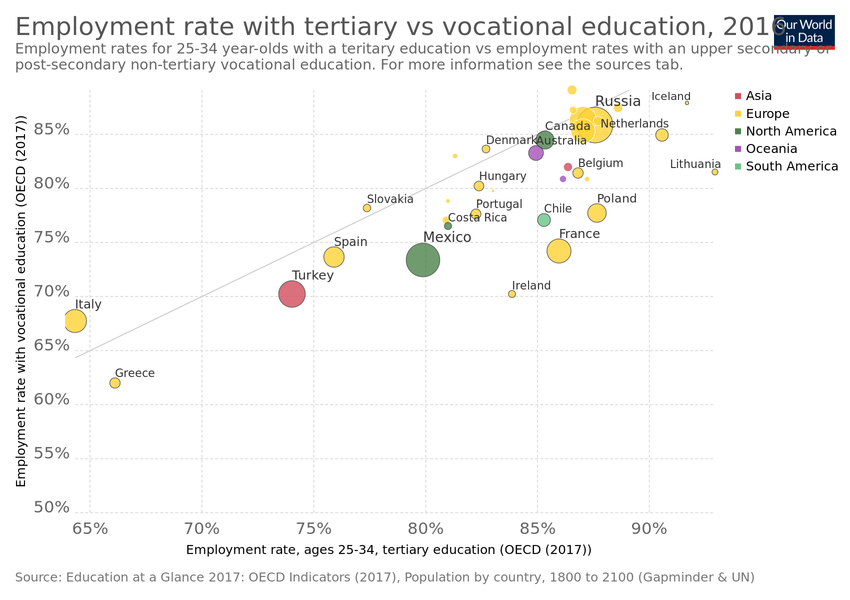 Employment rate with tertiary vs vocational education, 2016
Our World
in Data
Employment rates for 25-34 year-olds with a teritary education vs employment rates with an upper secondary or
post-secondary non-tertiary vocational education. For more information see the sources tab.
Employment rate with vocational education (OECD (2017))
85%
80%
75%
70%
65%
60%
55%
50%
Russia
Iceland
Canada
Netherlands
Denmark
Australia
Belgium
Lithuania
Hungary
Slovakia
Portugal
Costa Rica
Chile
Poland
Mexico
France
Spain
Turkey
Ireland
Italy
Greece
Asia
Europe
North America
Oceania
South America
65%
70%
75%
80%
85%
90%
Employment rate, ages 25-34, tertiary education (OECD (2017))
Source: Education at a Glance 2017: OECD Indicators (2017), Population by country, 1800 to 2100 (Gapminder & UN)